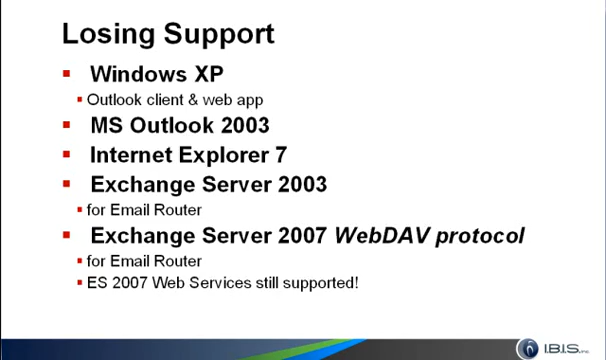 Losing Support
Windows XP
Outlook client & web app
MS Outlook 2003
Internet Explorer 7
Exchange Server 2003
for Email Router
Exchange Server 2007 WebDAV protocol
for Email Router
ES 2007 Web Services still supported!
I.B.I.S.